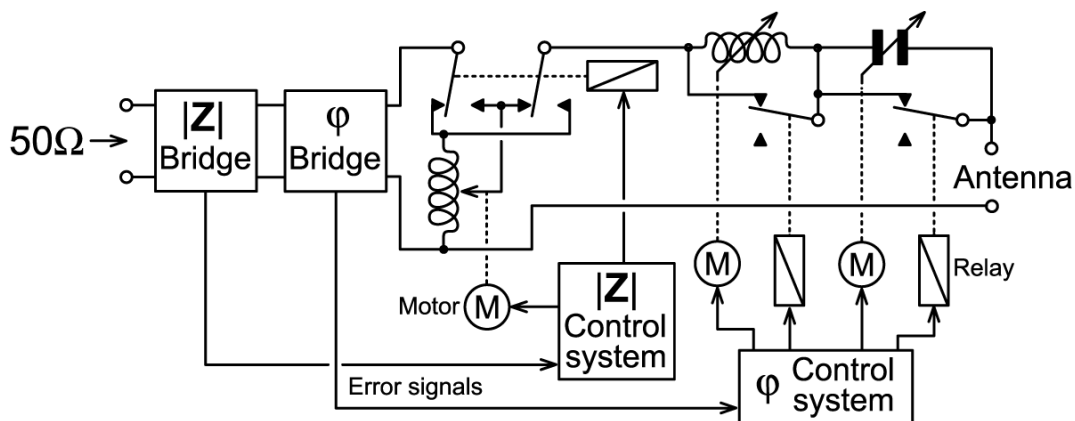 50Ω
|Z|
Bridge
φ
Bridge
Antenna
Motor
M
|Z|
Control
system
M
M
Relay
Error signals
φ Control
system